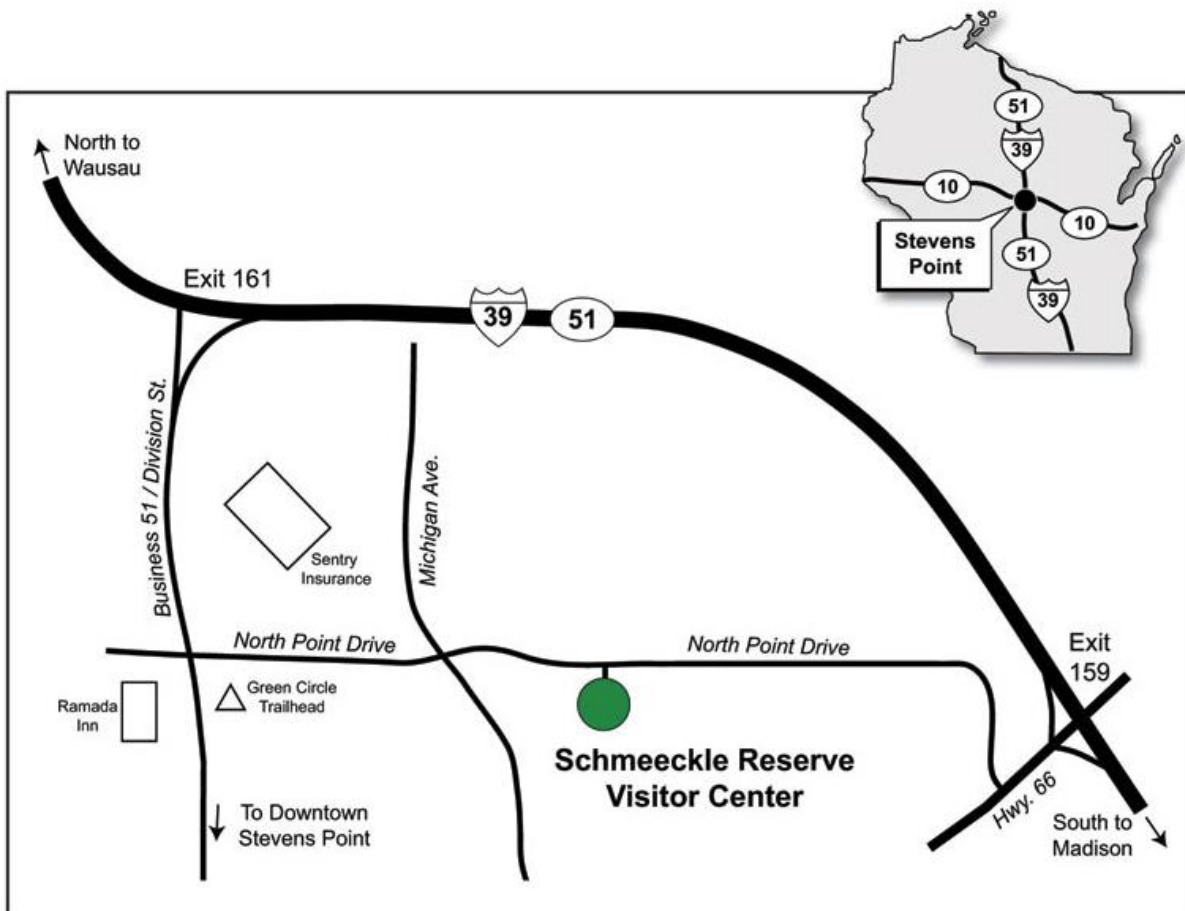 51
39
10
10
Stevens
Point
51
39
North to
Wausau
Exit 161
39
51
Business 51 / Division St.
Michigan Ave.
Sentry
Insurance
North Point Drive
North Point Drive
Exit
159
Ramada
Inn
Green Circle
Trailhead
Schmeeckle Reserve
Visitor Center
Hwy. 66
To Downtown
Stevens Point
South to
Madison